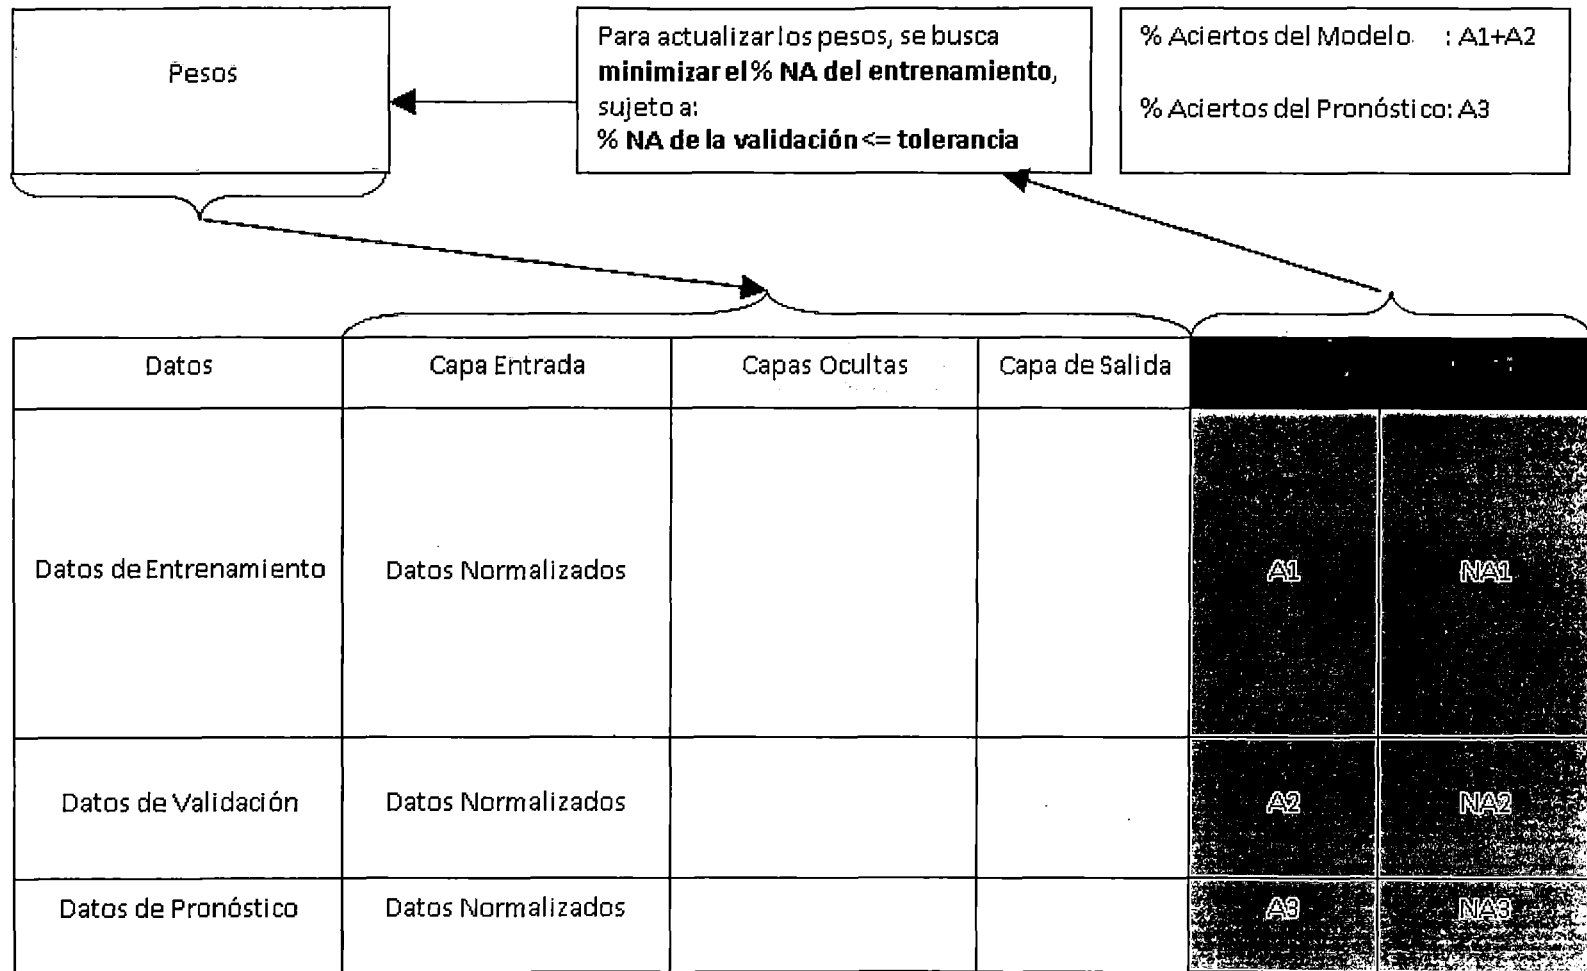 Pesos
Para actualizar los pesos, se busca
minimizar el % NA del entrenamiento,
sujeto a:
% NA de la validación <= tolerancia
% Aciertos del Modelo : A1+A2
% Aciertos del Pronóstico: A3
Datos Capa Entrada Capas Ocultas Capa de Salida
Datos de Entrenamiento Datos Normalizados A1 NA1
Datos de Validación Datos Normalizados A2 NA2
Datos de Pronóstico Datos Normalizados A3 NA3